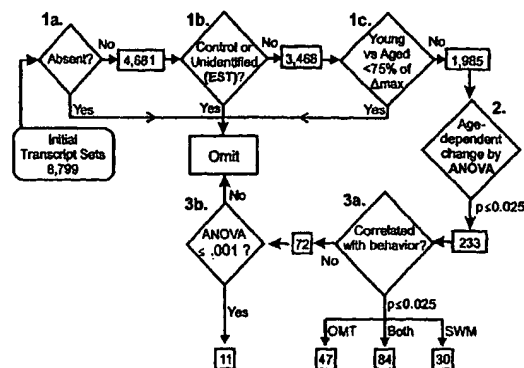 1a.
Absent?
No
4,681
Yes
Initial
Transcript Sets
8,799
1b.
Control or
Unidentified
(EST)?
No
3,468
Yes
1c.
Young
vs Aged
<75% of
Δmax
No
1,985
Yes
Omit
2.
Age-
dependent
change by
ANOVA
p≤0.025
233
3a.
Correlated
with behavior?
No
72
3b.
ANOVA
≤ .001 ?
No
Yes
11
p≤0.025
OMT
Both
SWM
47
84
30